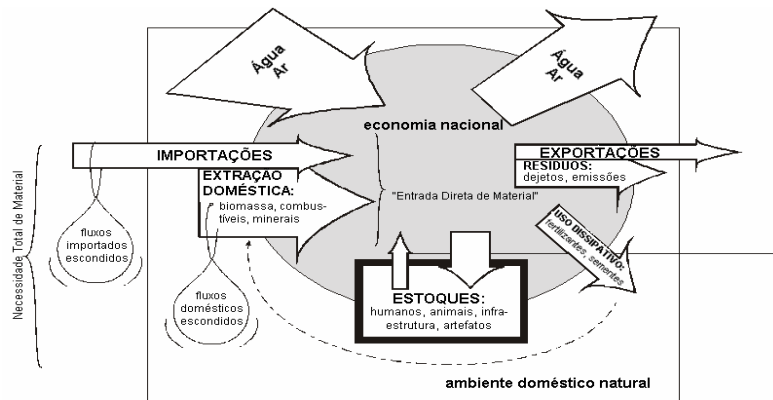 Água
Ar
Água
Ar
economia nacional
IMPORTAÇÕES
EXPORTAÇÕES
RESÍDUOS:
dejetos, emissões
EXTRAÇÃO
DOMÉSTICA:
biomassa, combus-
tíveis, minerais
"Entrada Direta de Material"
Necessidade Total de Material
fluxos
importados
escondidos
USO DISSIPATIVO:
fertilizantes, sementes
fluxos
domésticos
escondidos
ESTOQUES:
humanos, animais, infra-
estrutura, artefatos
ambiente doméstico natural